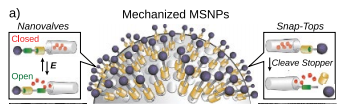 a)
Mechanized MSNPs
Nanovalves
Closed
E
Open
Snap-Tops
Cleave Stopper